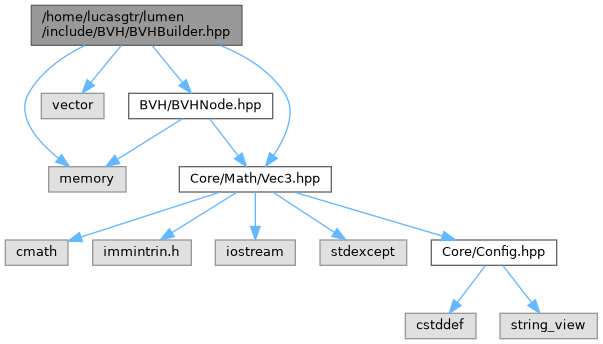 /home/lucasgtr/lumen
/include/BVH/BVHBuilder.hpp
vector
BVH/BVHNode.hpp
memory
Core/Math/Vec3.hpp
cmath
immintrin.h
iostream
stdexcept
Core/Config.hpp
cstddef
string_view